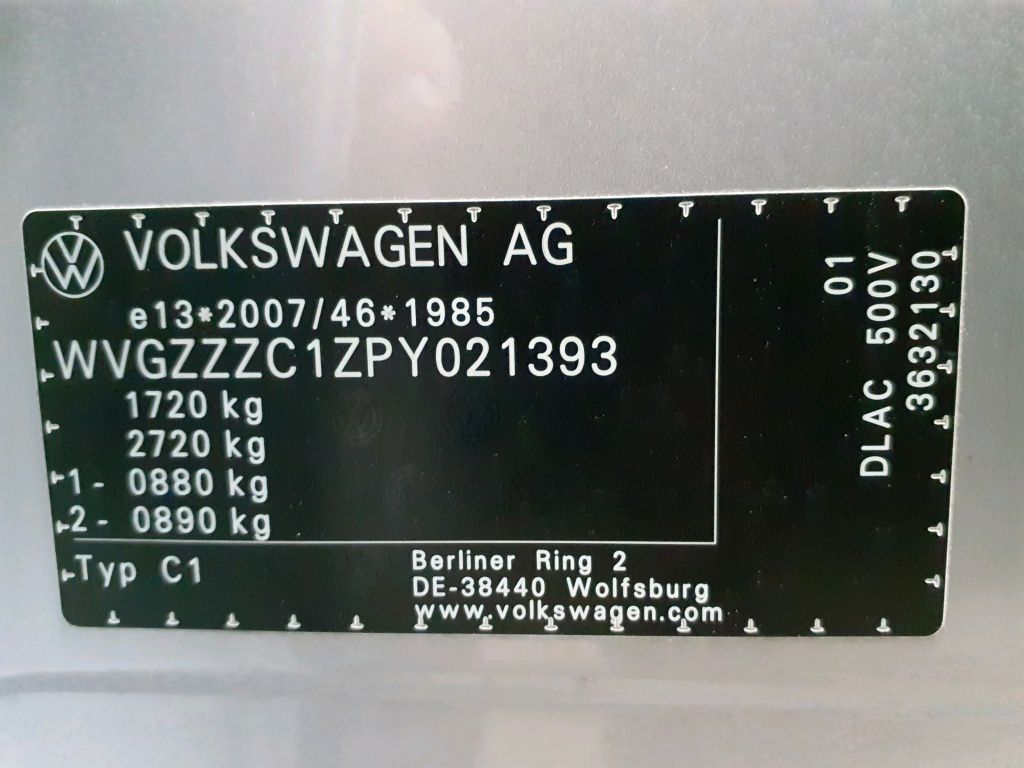 VOLKSWAGEN AG
e13*2007/46*1985
WVGZZZC1ZPY021393
1720 kg
2720 kg
1- 0880 kg
2- 0890 kg
Typ C1
Berliner Ring 2
DE-38440 Wolfsburg
www.volkswagen.com
01
DLAC 500V
3632130